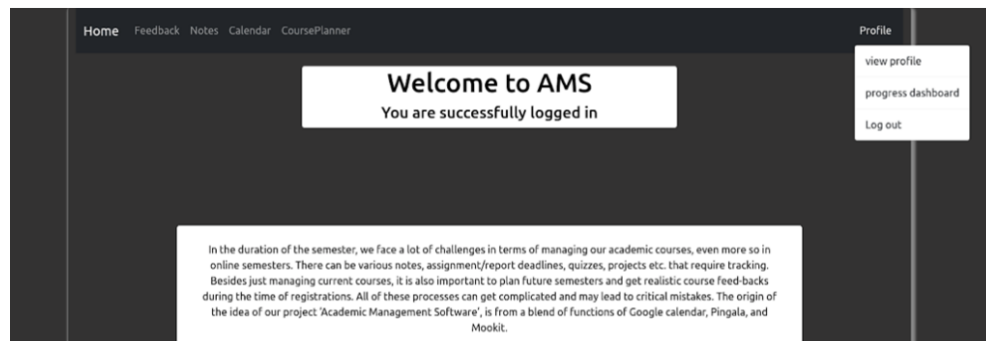 Home Feedback Notes Calendar CoursePlanner Profile
view profile
progress dashboard
Log out
Welcome to AMS
You are successfully logged in
In the duration of the semester, we face a lot of challenges in terms of managing our academic courses, even more so in
online semesters. There can be various notes, assignment/report deadlines, quizzes, projects etc. that require tracking.
Besides just managing current courses, it is also important to plan future semesters and get realistic course feed-backs
during the time of registrations. All of these processes can get complicated and may lead to critical mistakes. The origin of
the idea of our project 'Academic Management Software', is from a blend of functions of Google calendar, Pingala, and
Mookit.